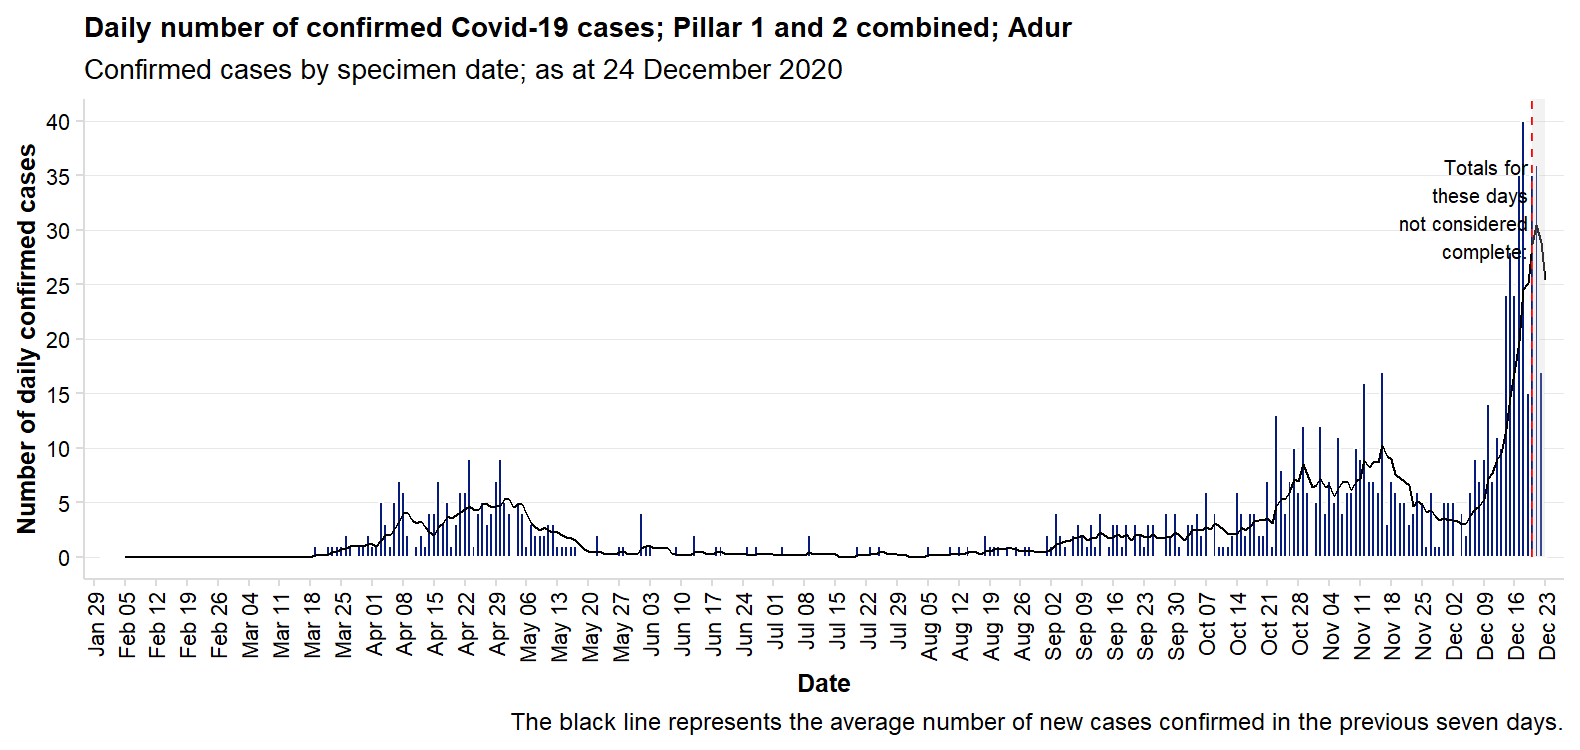 Daily number of confirmed Covid-19 cases; Pillar 1 and 2 combined; Adur
Confirmed cases by specimen date; as at 24 December 2020
Number of daily confirmed cases
40
35
30
25
20
15
10
5
0
Totals for
these days
not considered
complete.
Jan 29
Feb 05
Feb 12
Feb 19
Feb 26
Mar 04
Mar 11
Mar 18
Mar 25
Apr 01
Apr 08
Apr 15
Apr 22
Apr 29
May 06
May 13
May 20
May 27
Jun 03
Jun 10
Jun 17
Jun 24
Jul 01
Jul 08
Jul 15
Jul 22
Jul 29
Aug 05
Aug 12
Aug 19
Aug 26
Sep 02
Sep 09
Sep 16
Sep 23
Sep 30
Oct 07
Oct 14
Oct 21
Oct 28
Nov 04
Nov 11
Nov 18
Nov 25
Dec 02
Dec 09
Dec 16
Dec 23
Date
The black line represents the average number of new cases confirmed in the previous seven days.